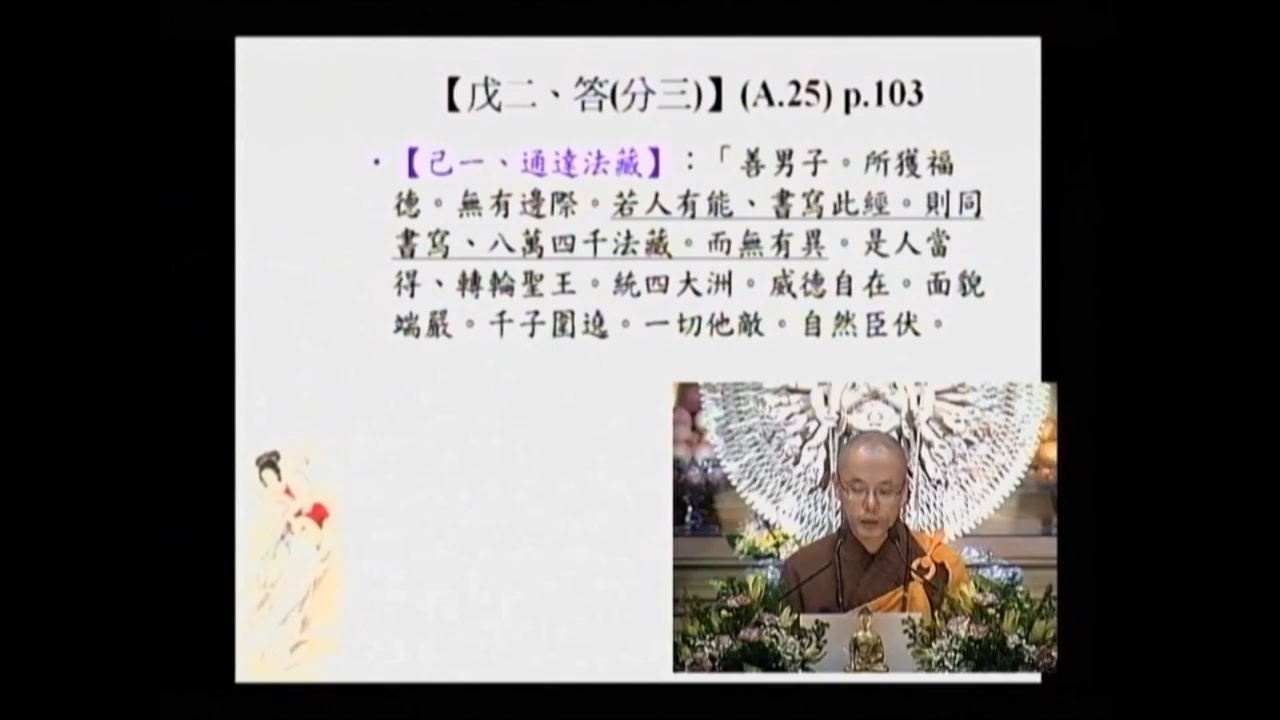 【戊二、答(分三)】(A.25) p.103
・【己一、通達法藏】：「善男子。所獲福
德。無有邊際。若人有能、書寫此經。則同
書寫、八萬四千法藏。而無有異。是人當
得、轉輪聖王。統四大洲。威德自在。面貌
端嚴。千子圍遶。一切他敵。自然臣伏。